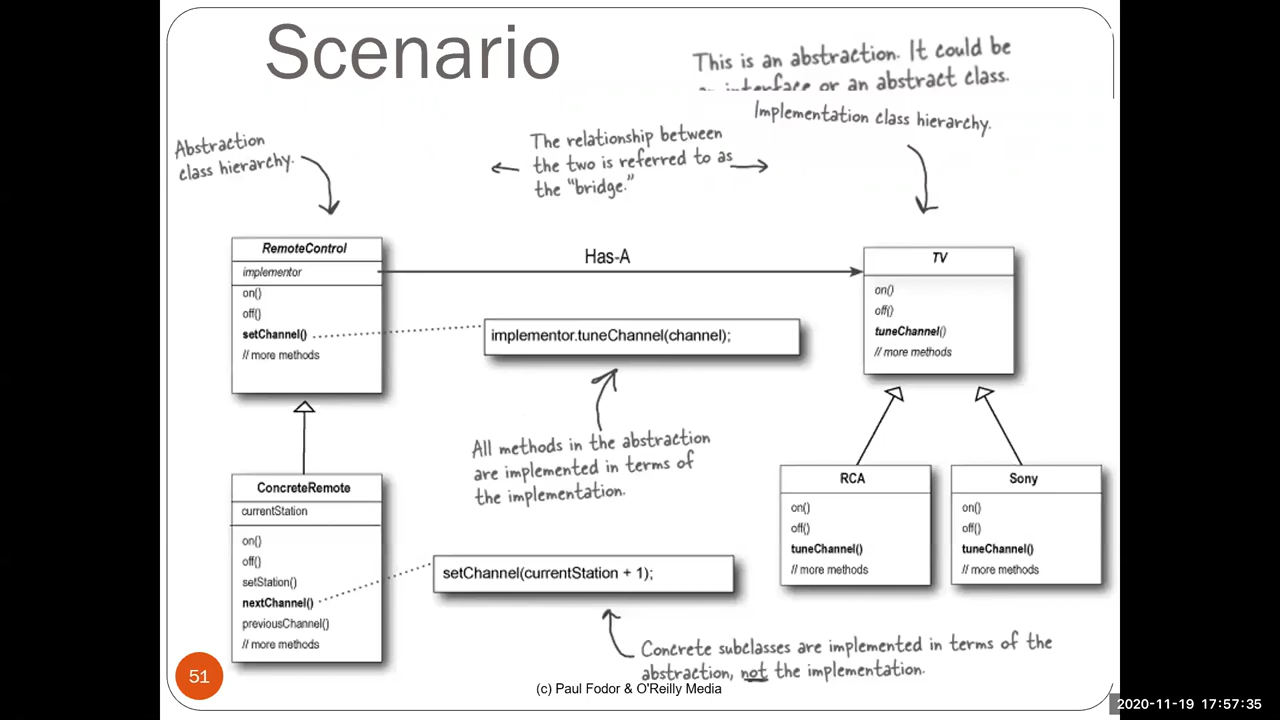 Scenario
This is an abstraction. It could be
an interface or an abstract class.
Implementation class hierarchy.
Abstraction
class hierarchy.
The relationship between
the two is referred to as
the "bridge."
RemoteControl
implementor
on()
off()
setChannel()
// more methods
Has-A
TV
on()
off()
tuneChannel()
// more methods
implementor.tuneChannel(channel);
All methods in the abstraction
are implemented in terms of
the implementation.
ConcreteRemote
currentStation
on()
off()
setStation()
nextChannel()
previousChannel()
// more methods
setChannel(currentStation + 1);
RCA
on()
off()
tuneChannel()
// more methods
Sony
on()
off()
tuneChannel()
// more methods
Concrete subclasses are implemented in terms of the
abstraction, not the implementation.
51
(c) Paul Fodor & O'Reilly Media
2020-11-19 17:57:35